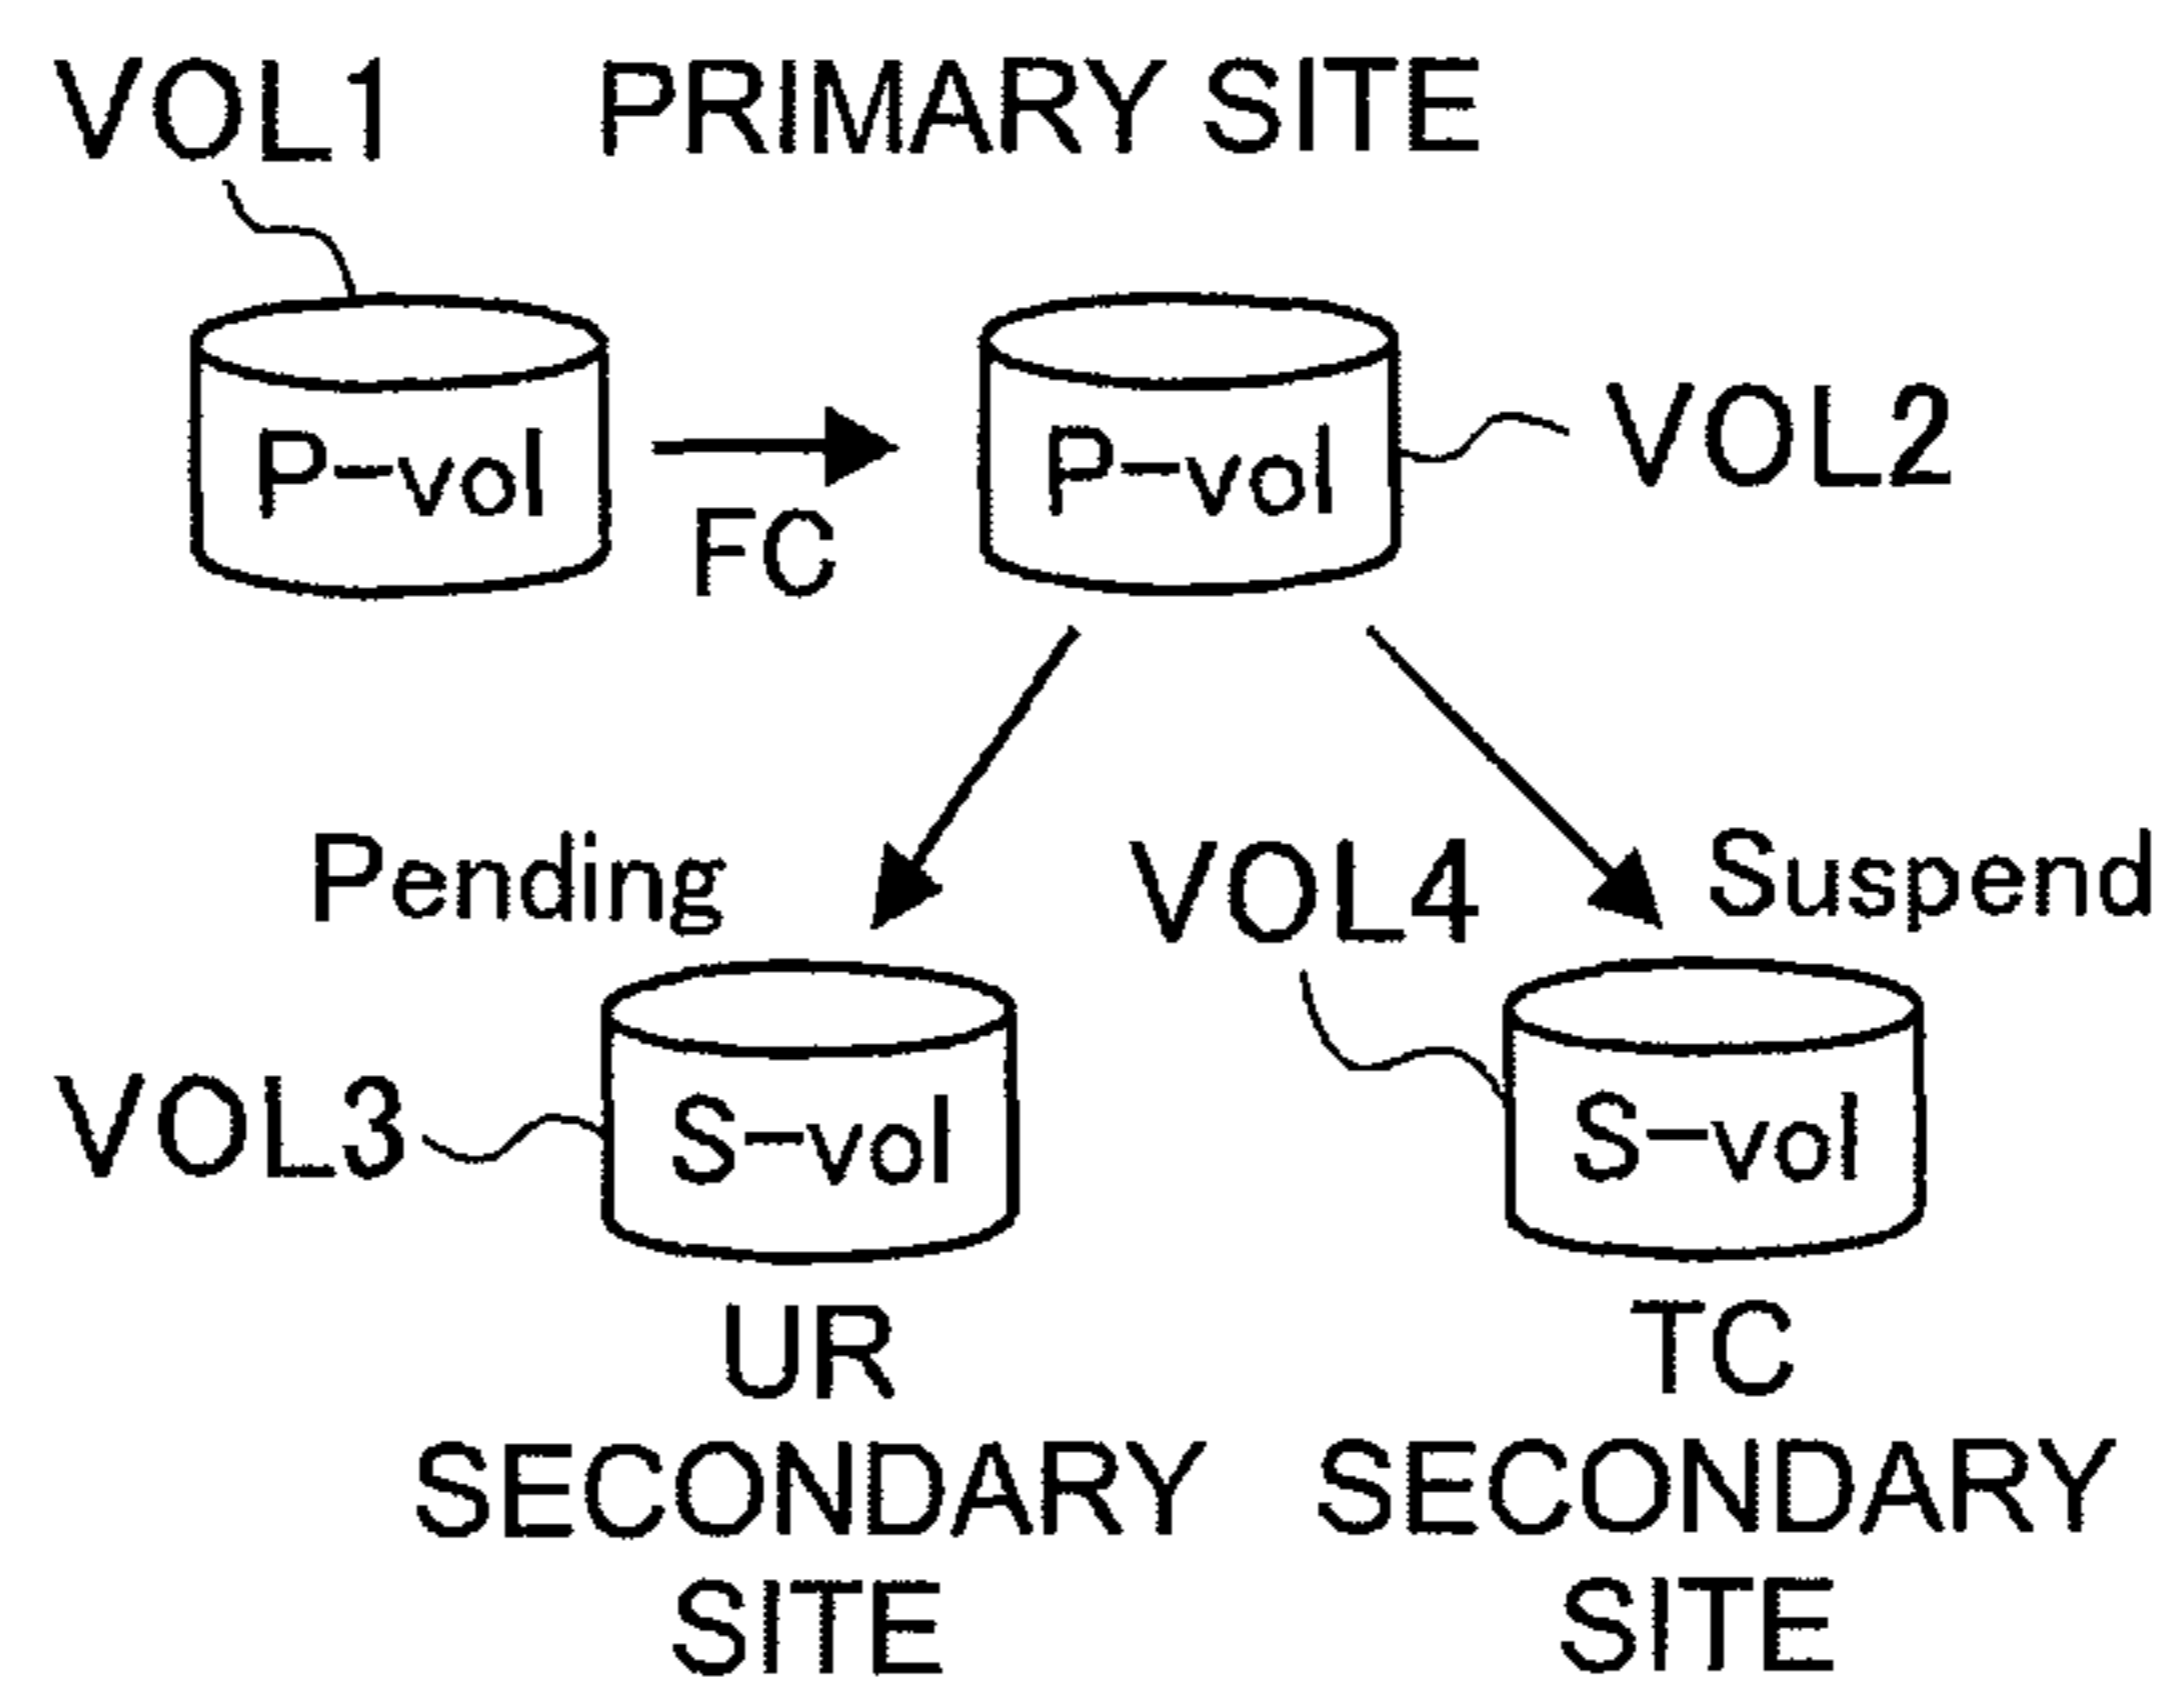 VOL1
PRIMARY SITE
P-vol
FC
P-vol
VOL2
Pending
VOL4
Suspend
VOL3
S-vol
S-vol
UR
SECONDARY
SITE
TC
SECONDARY
SITE